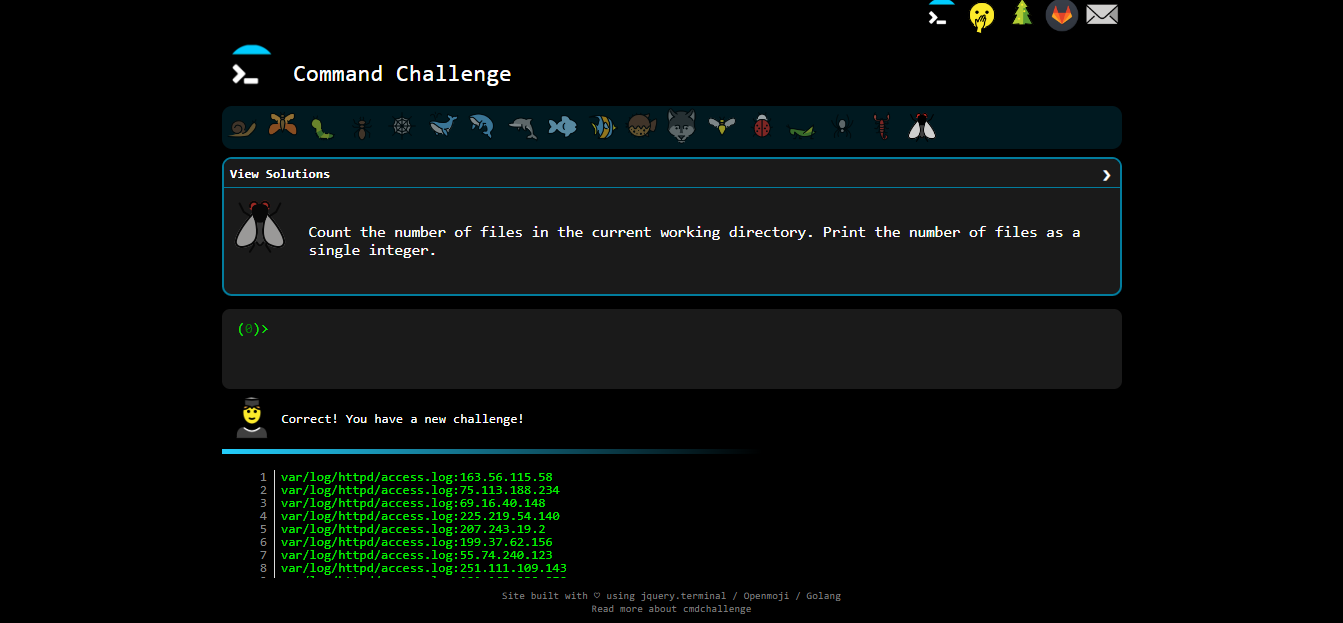 Command Challenge
View Solutions
Count the number of files in the current working directory. Print the number of files as a
single integer.
(0)>
Correct! You have a new challenge!
1 var/log/httpd/access.log:163.56.115.58
2 var/log/httpd/access.log:75.113.188.234
3 var/log/httpd/access.log:69.16.40.148
4 var/log/httpd/access.log:225.219.54.140
5 var/log/httpd/access.log:207.243.19.2
6 var/log/httpd/access.log:199.37.62.156
7 var/log/httpd/access.log:55.74.240.123
8 var/log/httpd/access.log:251.111.109.143
Site built with ♡ using jquery.terminal / Openmoji / Golang
Read more about cmdchallenge